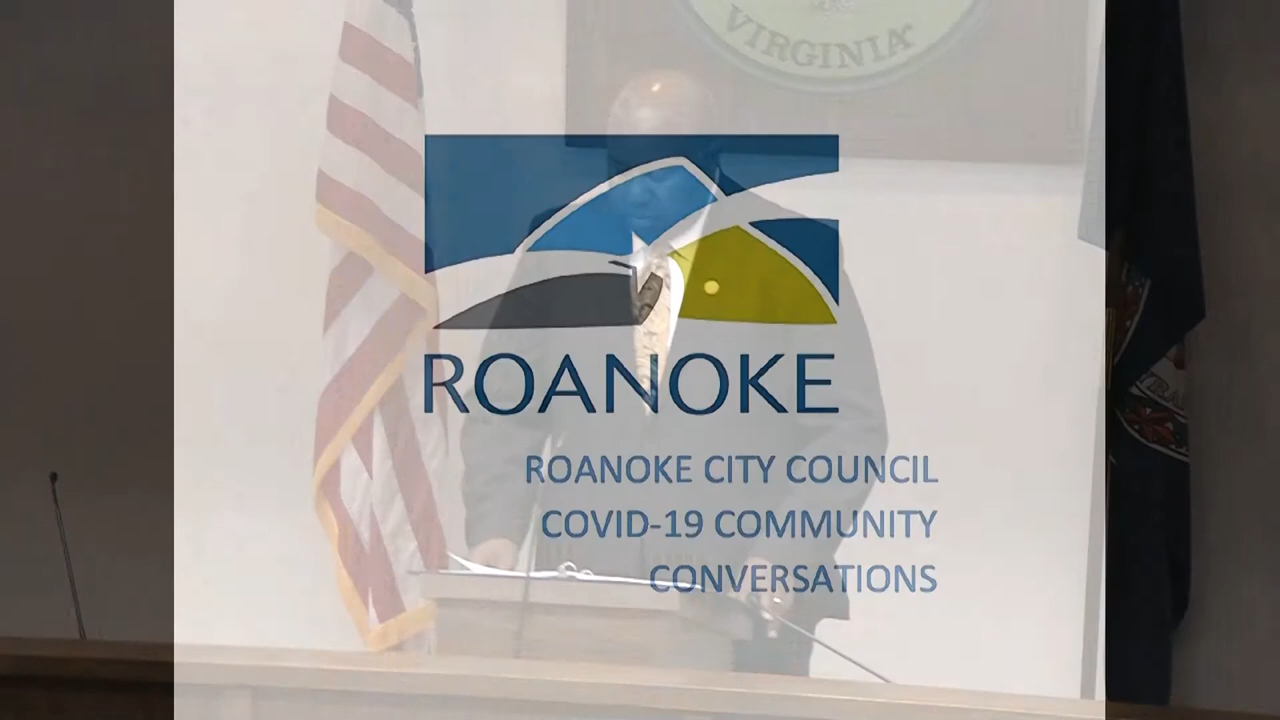 VIRGINIA
ROANOKE
ROANOKE CITY COUNCIL
COVID-19 COMMUNITY
CONVERSATIONS